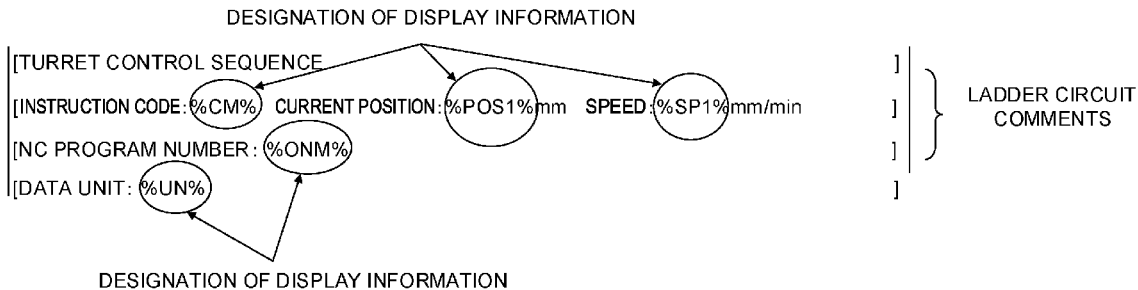 DESIGNATION OF DISPLAY INFORMATION
[TURRET CONTROL SEQUENCE ]
[INSTRUCTION CODE: %CM% CURRENT POSITION: %POS1%mm SPEED: %SP1%mm/min ]
LADDER CIRCUIT
COMMENTS
[NC PROGRAM NUMBER: %ONM% ]
[DATA UNIT: %UN% ]
DESIGNATION OF DISPLAY INFORMATION